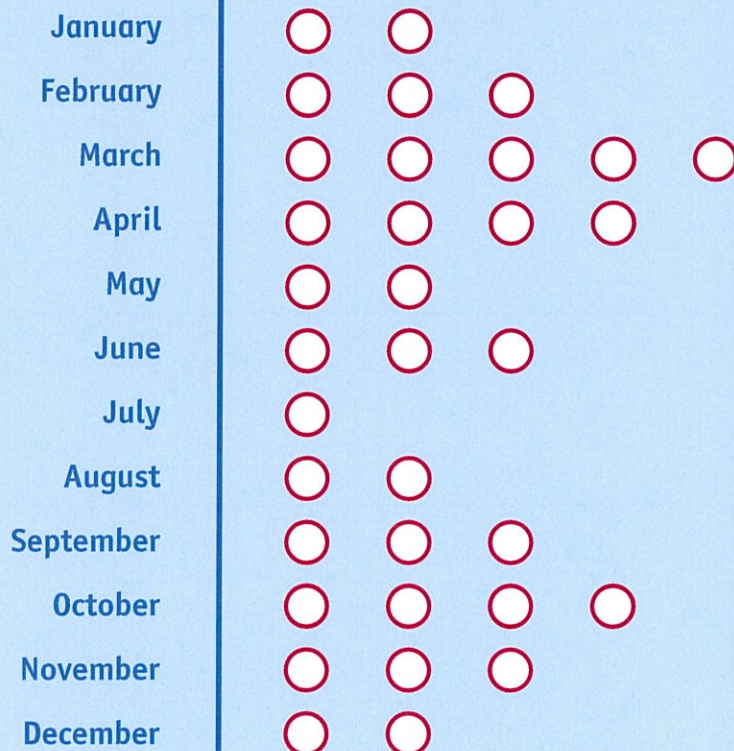 January
February
March
April
May
June
July
August
September
October
November
December